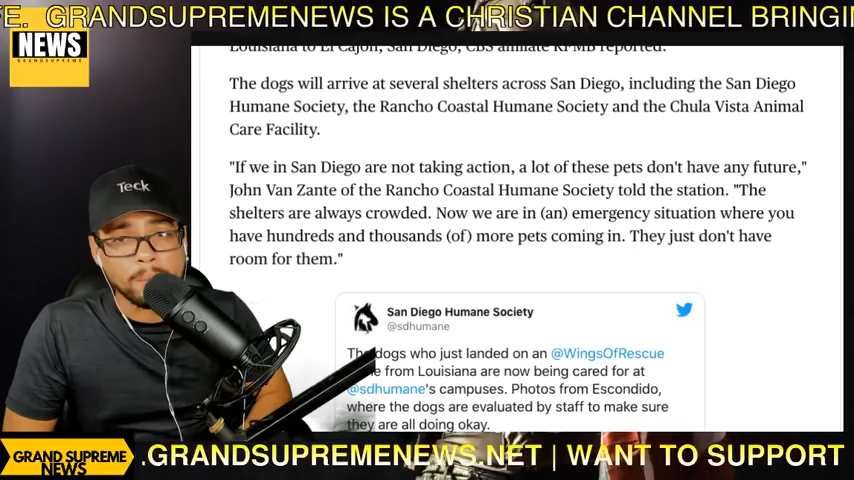 FE. GRANDSUPREMENEWS IS A CHRISTIAN CHANNEL BRINGIN
NEWS
GRANDSUPREME
Louisiana to El Cajon, San Diego, CBS affiliate KFMB reported.
The dogs will arrive at several shelters across San Diego, including the San Diego
Humane Society, the Rancho Coastal Humane Society and the Chula Vista Animal
Care Facility.
"If we in San Diego are not taking action, a lot of these pets don't have any future,"
John Van Zante of the Rancho Coastal Humane Society told the station. "The
shelters are always crowded. Now we are in (an) emergency situation where you
have hundreds and thousands (of) more pets coming in. They just don't have
room for them."
Teck
San Diego Humane Society
@sdhumane
The dogs who just landed on an @WingsOfRescue
e from Louisiana are now being cared for at
@sdhumane's campuses. Photos from Escondido,
where the dogs are evaluated by staff to make sure
they are all doing okay.
GRAND SUPREME
NEWS
.GRANDSUPREMENEWS.NET | WANT TO SUPPORT